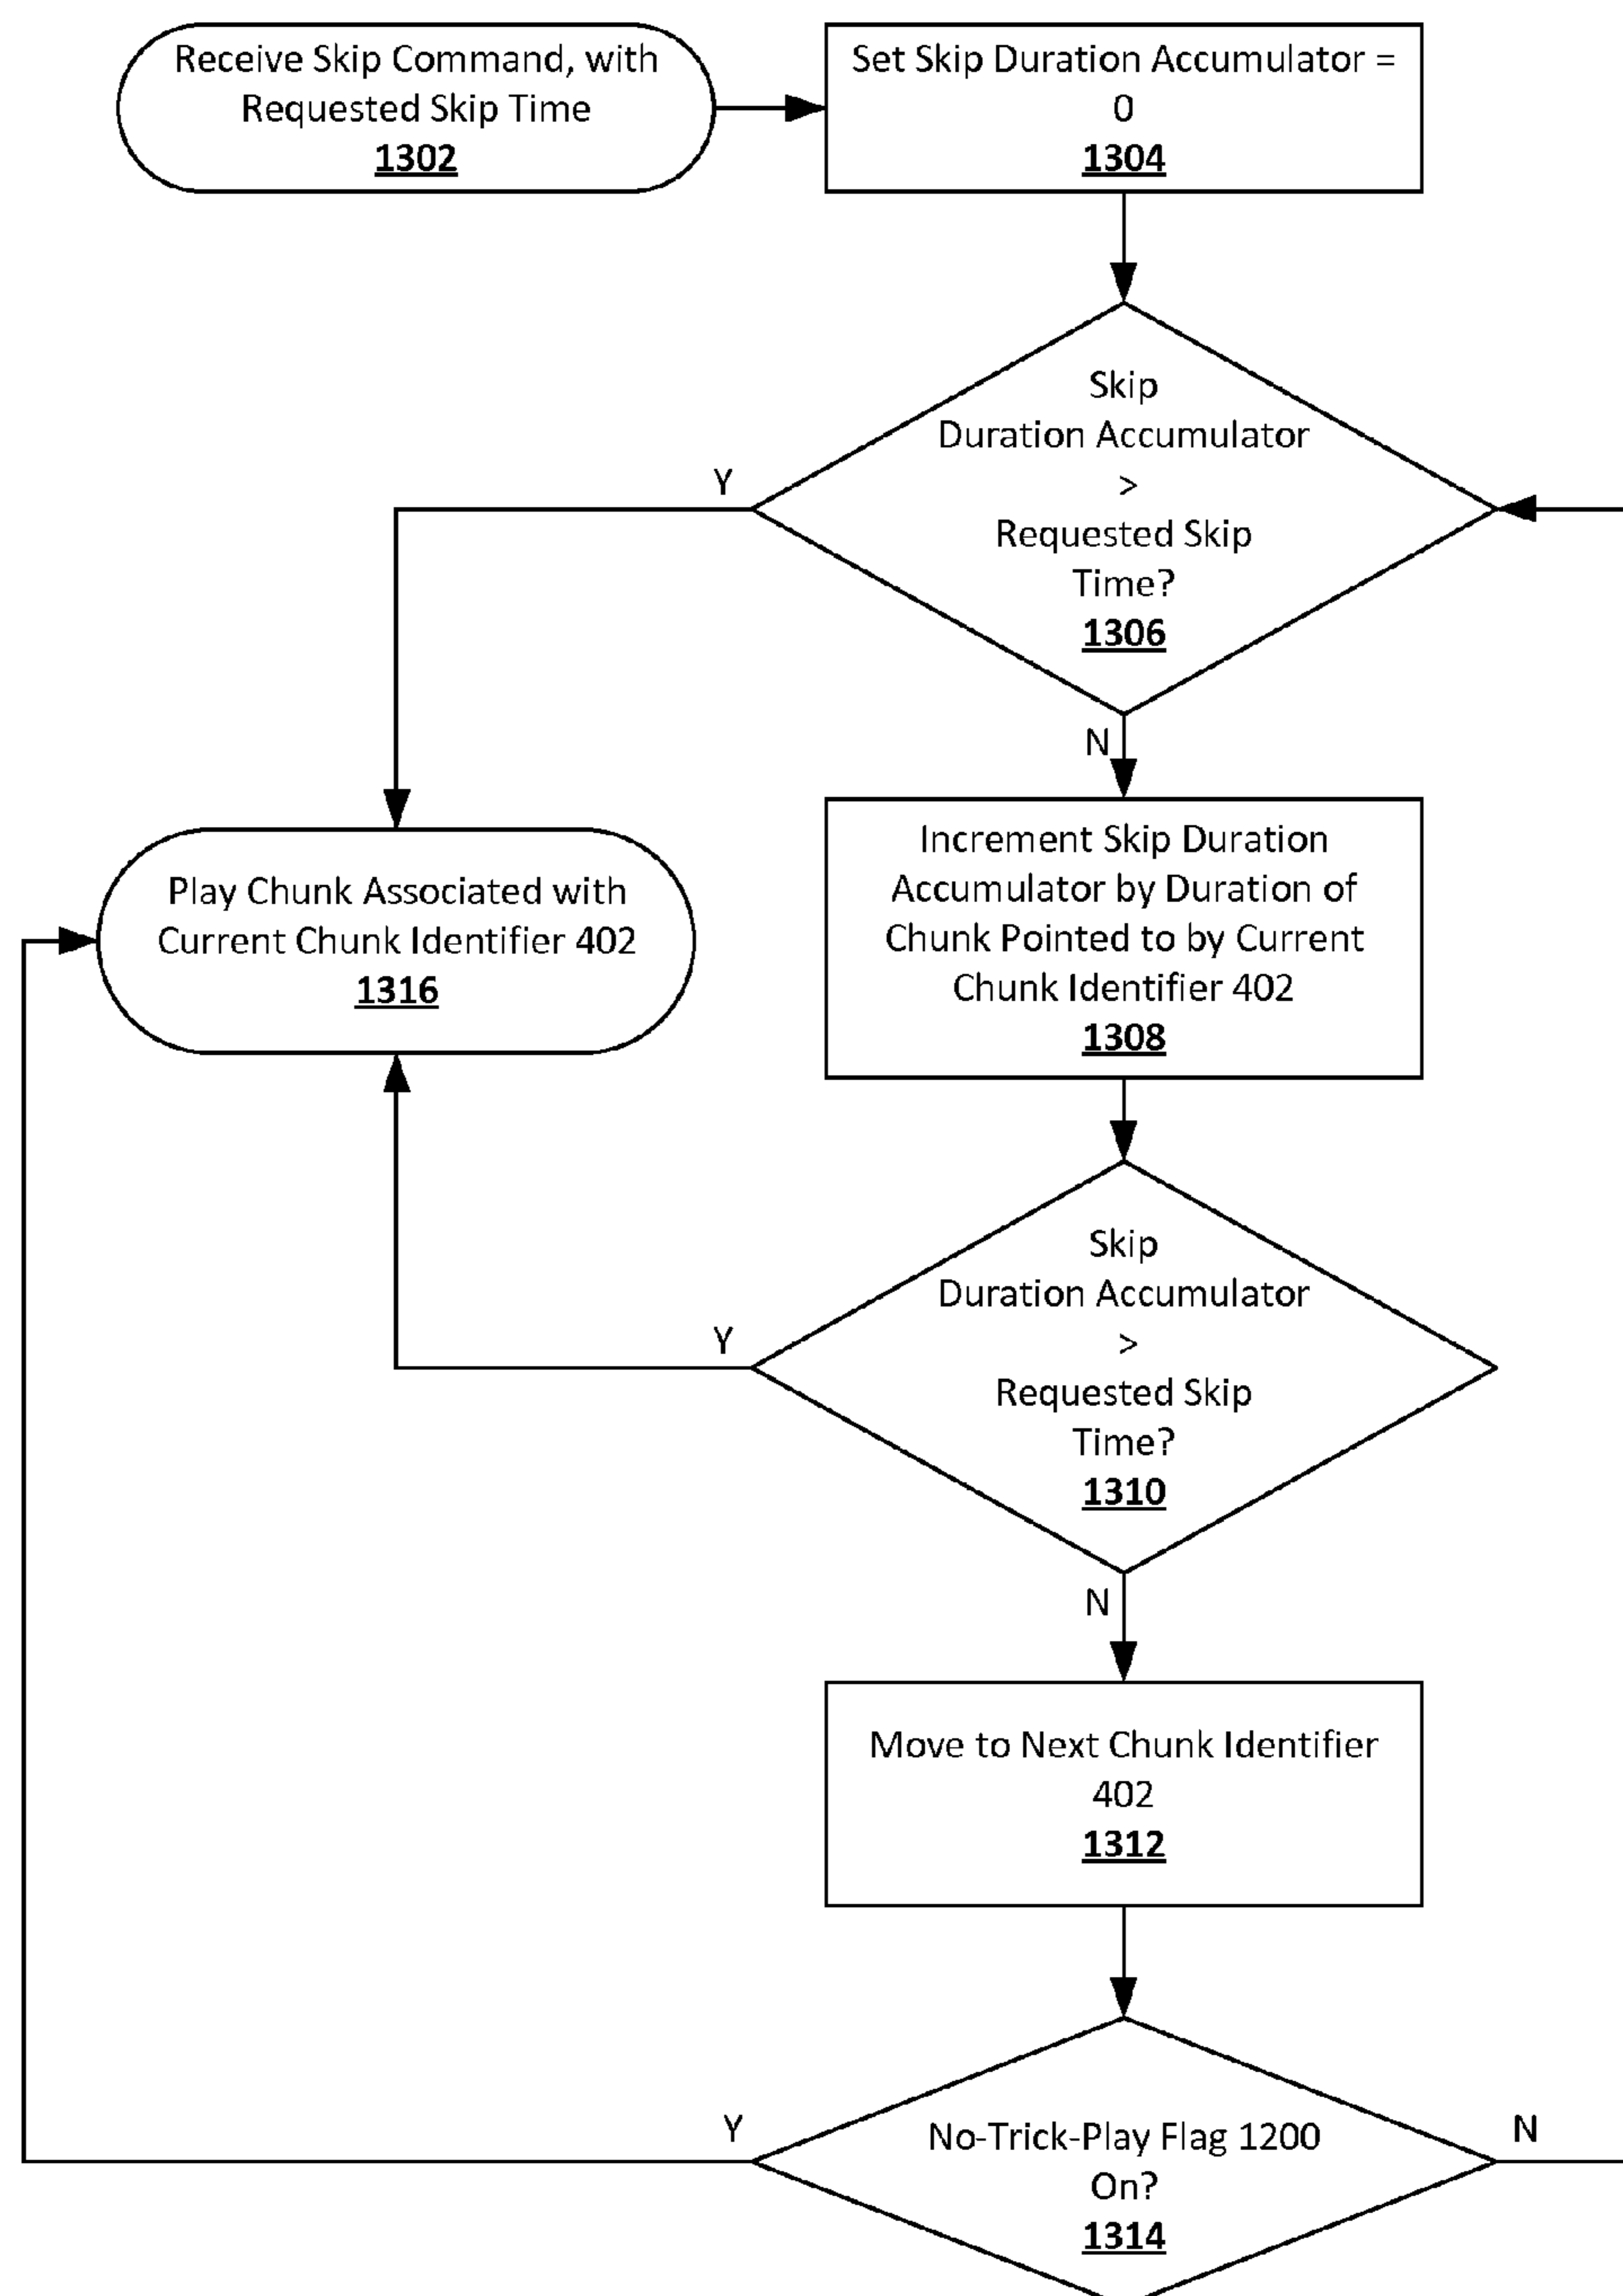 Receive Skip Command, with
Requested Skip Time
1302
Set Skip Duration Accumulator =
0
1304
Skip
Duration Accumulator
>
Requested Skip
Time?
1306
Y
N
Increment Skip Duration
Accumulator by Duration of
Chunk Pointed to by Current
Chunk Identifier 402
1308
Play Chunk Associated with
Current Chunk Identifier 402
1316
Skip
Duration Accumulator
>
Requested Skip
Time?
1310
Y
N
Move to Next Chunk Identifier
402
1312
No-Trick-Play Flag 1200
On?
1314
Y
N